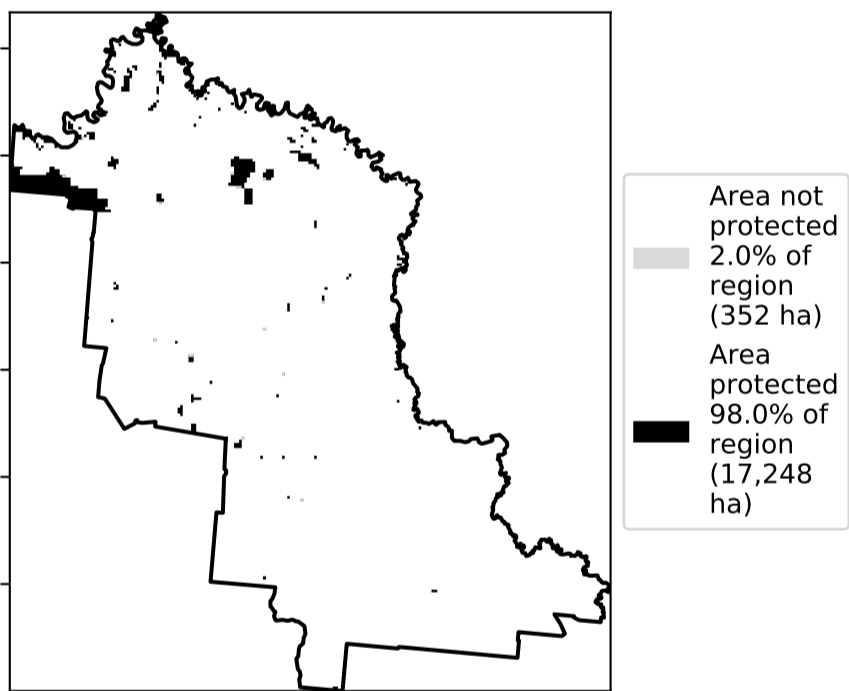 Area not
protected
2.0% of
region
(352 ha)
Area
protected
98.0% of
region
(17,248
ha)